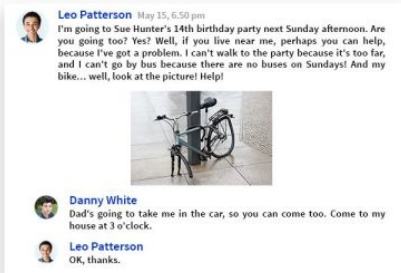 Leo Patterson May 15, 6.50 pm
I'm going to Sue Hunter's 14th birthday party next Sunday afternoon. Are
you going too? Yes? Well, if you live near me, perhaps you can help,
because I've got a problem. I can't walk to the party because it's too far,
and I can't go by bus because there are no buses on Sundays! And my
bike... well, look at the picture! Help!
Danny White
Dad's going to take me in the car, so you can come too. Come to my
house at 3 o'clock.
Leo Patterson
OK, thanks.